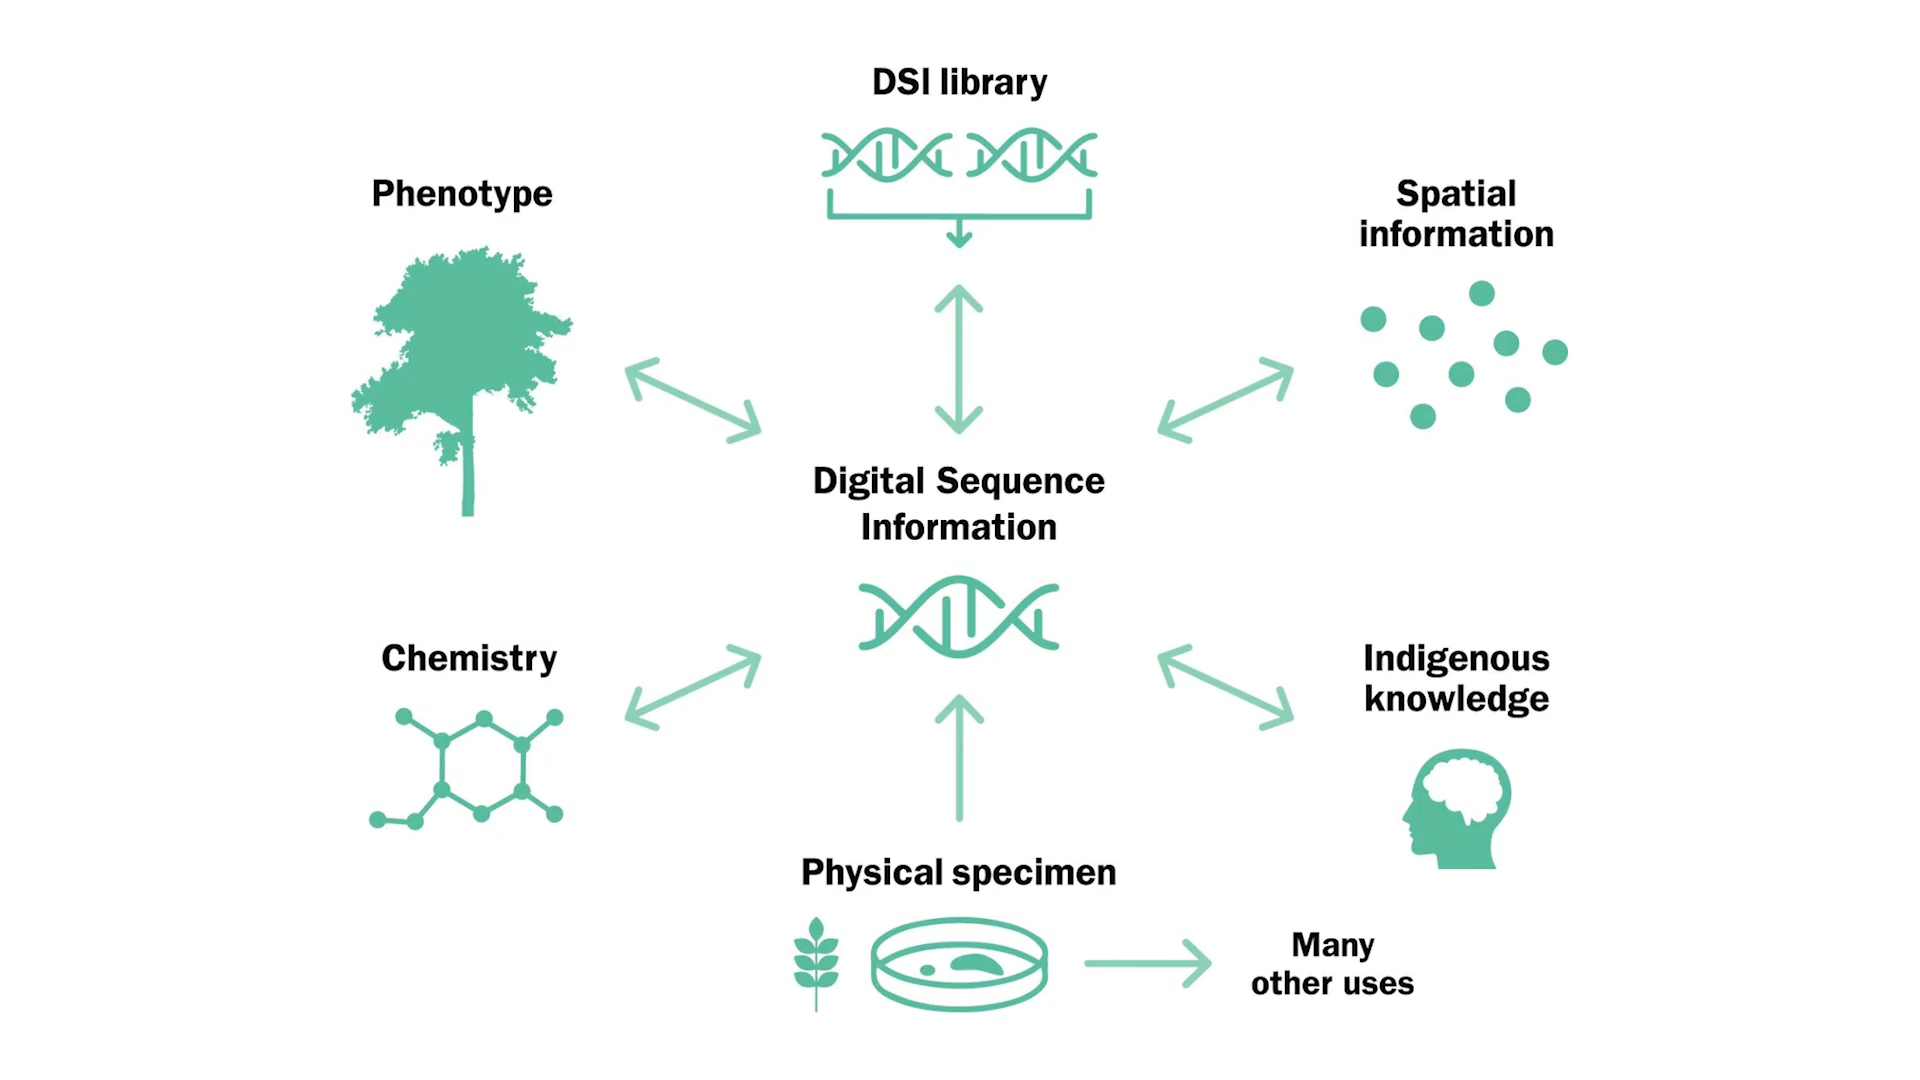 DSI library
Phenotype
Spatial
information
Digital Sequence
Information
Chemistry
Indigenous
knowledge
Physical specimen
Many
other uses